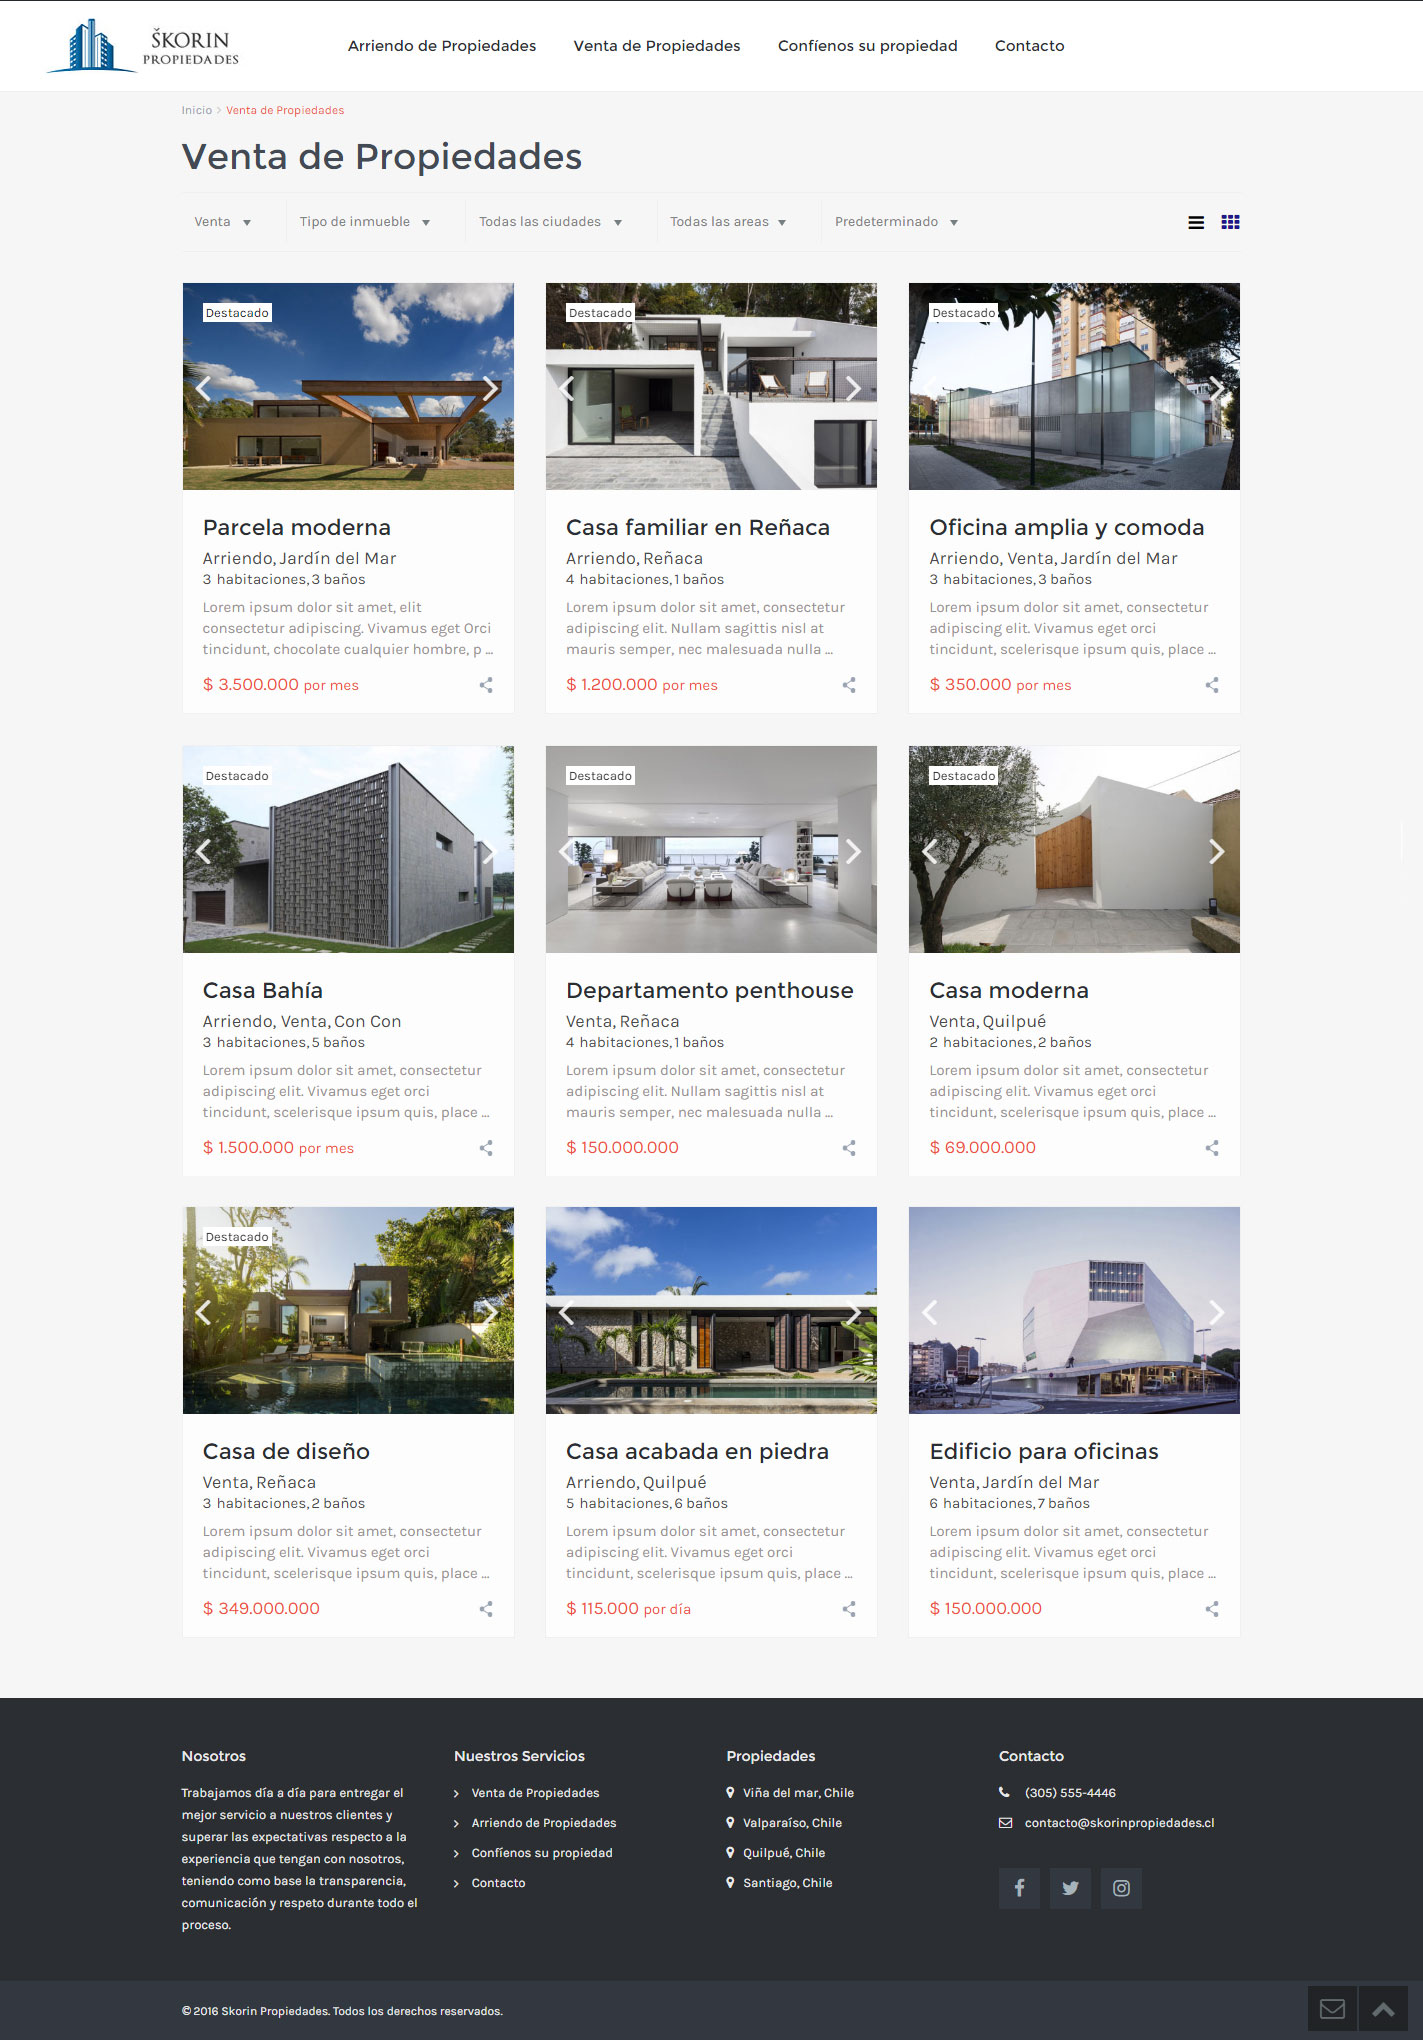 ŠKORIN
PROPIEDADES
Arriendo de Propiedades
Venta de Propiedades
Confíenos su propiedad
Contacto
Inicio > Venta de Propiedades
Venta de Propiedades
Venta
Tipo de inmueble
Todas las ciudades
Todas las areas
Predeterminado
Destacado
Parcela moderna
Arriendo, Jardín del Mar
3 habitaciones, 3 baños
Lorem ipsum dolor sit amet, elit
consectetur adipiscing. Vivamus eget Orci
tincidunt, chocolate cualquier hombre, p ...
$ 3.500.000 por mes
Destacado
Casa familiar en Reñaca
Arriendo, Reñaca
4 habitaciones, 1 baños
Lorem ipsum dolor sit amet, consectetur
adipiscing elit. Nullam sagittis nisl at
mauris semper, nec malesuada nulla ...
$ 1.200.000 por mes
Destacado
Oficina amplia y comoda
Arriendo, Venta, Jardín del Mar
3 habitaciones, 3 baños
Lorem ipsum dolor sit amet, consectetur
adipiscing elit. Vivamus eget orci
tincidunt, scelerisque ipsum quis, place ...
$ 350.000 por mes
Destacado
Casa Bahía
Arriendo, Venta, Con Con
3 habitaciones, 5 baños
Lorem ipsum dolor sit amet, consectetur
adipiscing elit. Vivamus eget orci
tincidunt, scelerisque ipsum quis, place ...
$ 1.500.000 por mes
Destacado
Departamento penthouse
Venta, Reñaca
4 habitaciones, 1 baños
Lorem ipsum dolor sit amet, consectetur
adipiscing elit. Nullam sagittis nisl at
mauris semper, nec malesuada nulla ...
$ 150.000.000
Destacado
Casa moderna
Venta, Quilpué
2 habitaciones, 2 baños
Lorem ipsum dolor sit amet, consectetur
adipiscing elit. Vivamus eget orci
tincidunt, scelerisque ipsum quis, place ...
$ 69.000.000
Destacado
Casa de diseño
Venta, Reñaca
3 habitaciones, 2 baños
Lorem ipsum dolor sit amet, consectetur
adipiscing elit. Vivamus eget orci
tincidunt, scelerisque ipsum quis, place ...
$ 349.000.000
Casa acabada en piedra
Arriendo, Quilpué
5 habitaciones, 6 baños
Lorem ipsum dolor sit amet, consectetur
adipiscing elit. Vivamus eget orci
tincidunt, scelerisque ipsum quis, place ...
$ 115.000 por día
Edificio para oficinas
Venta, Jardín del Mar
6 habitaciones, 7 baños
Lorem ipsum dolor sit amet, consectetur
adipiscing elit. Vivamus eget orci
tincidunt, scelerisque ipsum quis, place ...
$ 150.000.000
Nosotros
Trabajamos día a día para entregar el
mejor servicio a nuestros clientes y
superar las expectativas respecto a la
experiencia que tengan con nosotros,
teniendo como base la transparencia,
comunicación y respeto durante todo el
proceso.
Nuestros Servicios
Venta de Propiedades
Arriendo de Propiedades
Confíenos su propiedad
Contacto
Propiedades
Viña del mar, Chile
Valparaíso, Chile
Quilpué, Chile
Santiago, Chile
Contacto
(305) 555-4446
contacto@skorinpropiedades.cl
© 2016 Skorin Propiedades. Todos los derechos reservados.